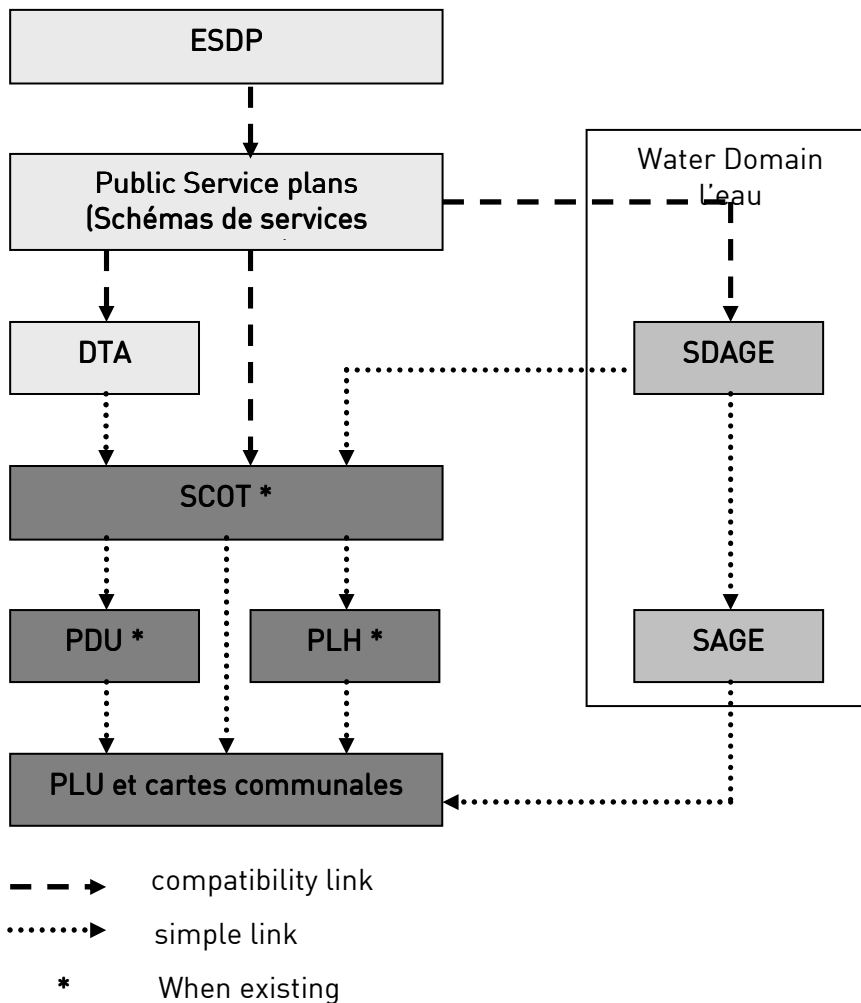 ESDP
Public Service plans
(Schémas de services
Water Domain
l'eau
DTA
SDAGE
SCOT *
PDU *
PLH *
SAGE
PLU et cartes communales
compatibility link
simple link
* When existing